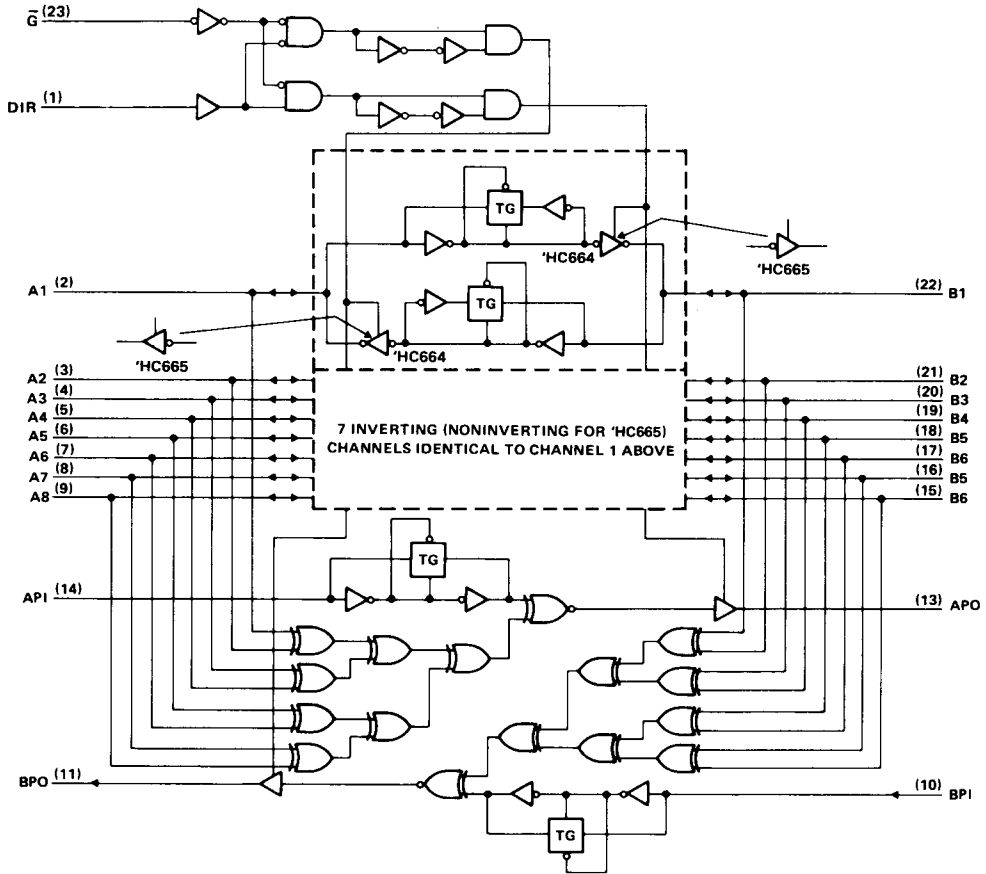 G̅ (23)
DIR (1)
TG
'HC664
'HC665
A1 (2)
(22) B1
TG
'HC664
'HC665
A2 (3)
(21) B2
A3 (4)
(20) B3
A4 (5)
(19) B4
A5 (6)
(18) B5
A6 (7)
(17) B6
A7 (8)
(16) B5
A8 (9)
(15) B6
7 INVERTING (NONINVERTING FOR 'HC665)
CHANNELS IDENTICAL TO CHANNEL 1 ABOVE
TG
API (14)
(13) APO
BPO (11)
(10) BPI
TG